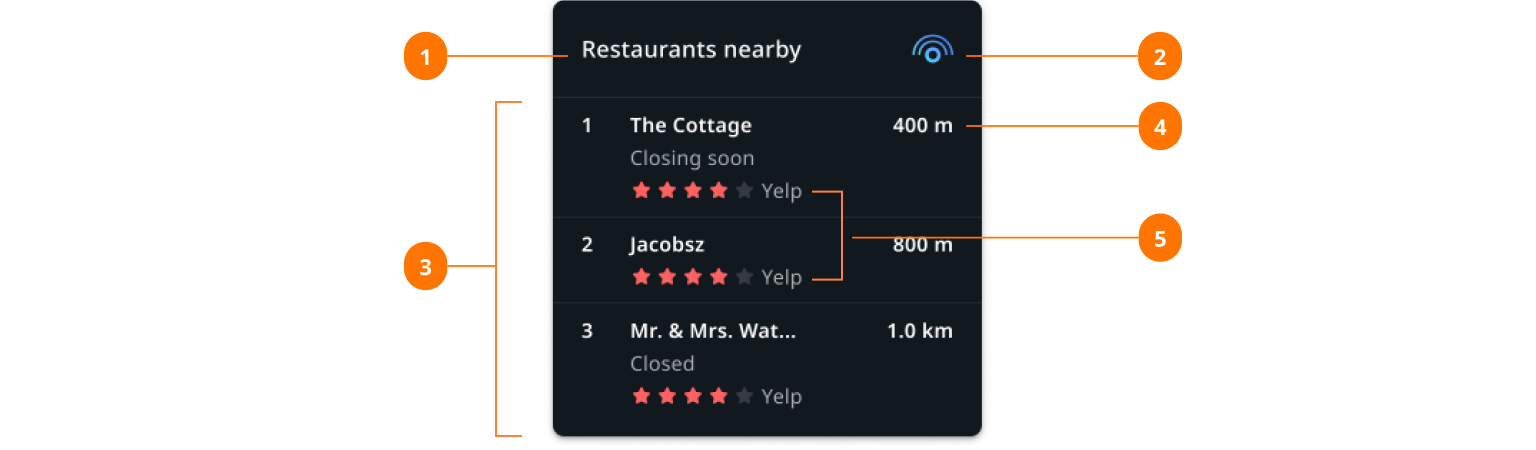 1 Restaurants nearby 2
1 The Cottage 400 m 4
Closing soon
Yelp
5
2 Jacobsz 800 m
3
Yelp
3 Mr. & Mrs. Wat... 1.0 km
Closed
Yelp